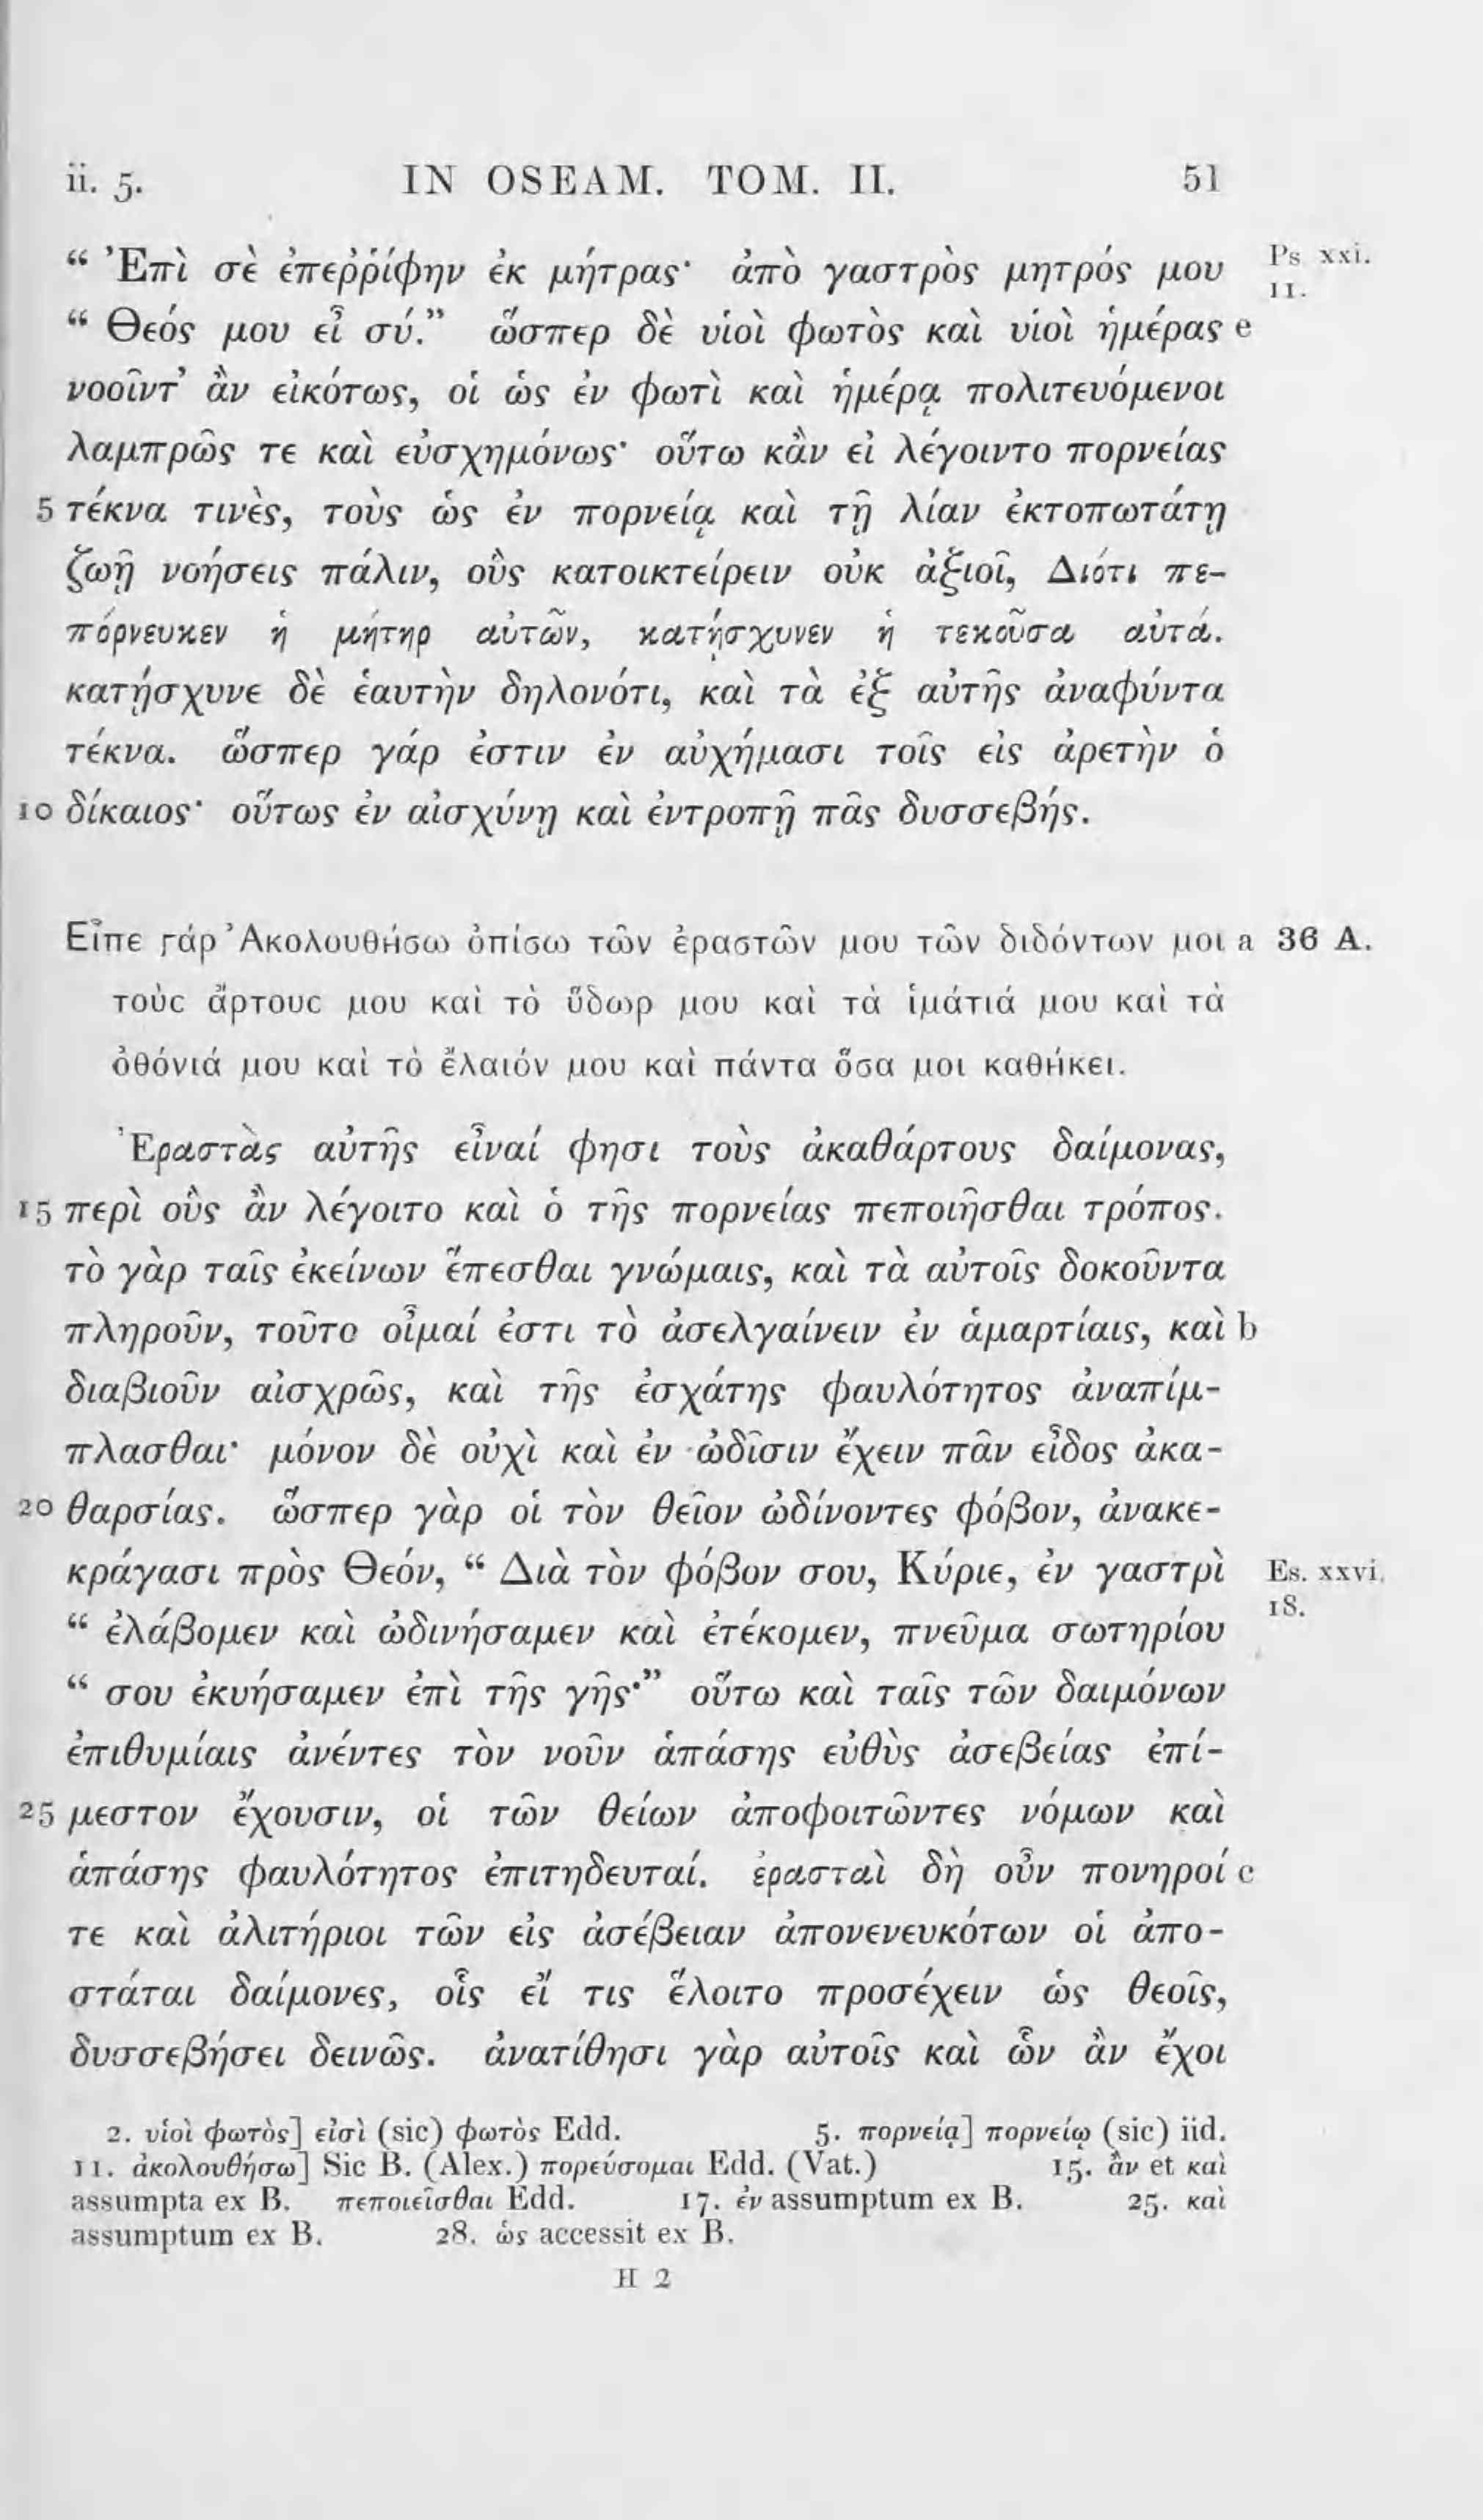 ii. 5. IN OSEAM. TOM. II. 51
“ Ἐπὶ σὲ ἐπεῤῥίφην ἐκ μήτρας· ἀπὸ γαστρὸς μητρός μου Ps xxi.
11.
“ Θεός μου εἶ σύ.” ὥσπερ δὲ υἱοὶ φωτὸς καὶ υἱοὶ ἡμέρας e
νοοῖντ’ ἂν εἰκότως, οἱ ὡς ἐν φωτὶ καὶ ἡμέρᾳ πολιτευόμενοι
λαμπρῶς τε καὶ εὐσχημόνως· οὕτω κἂν εἰ λέγοιντο πορνείας
5 τέκνα τινὲς, τοὺς ὡς ἐν πορνείᾳ καὶ τῇ λίαν ἐκτοπωτάτῃ
ζωῇ νοήσεις πάλιν, οὓς κατοικτείρειν οὐκ ἀξιοῖ, Διότι πε-
πόρνευκεν ἡ μήτηρ αὐτῶν, κατῄσχυνεν ἡ τεκοῦσα αὐτά.
κατῄσχυνε δὲ ἑαυτὴν δηλονότι, καὶ τὰ ἐξ αὐτῆς ἀναφύντα
τέκνα. ὥσπερ γάρ ἐστιν ἐν αὐχήμασι τοῖς εἰς ἀρετὴν ὁ
10 δίκαιος· οὕτως ἐν αἰσχύνῃ καὶ ἐντροπῇ πᾶς δυσσεβής.
Εἶπε γάρ Ἀκολουθήσω ὀπίσω τῶν ἐραστῶν μου τῶν διδόντων μοι a 36 A.
τοὺς ἄρτους μου καὶ τὸ ὕδωρ μου καὶ τὰ ἱμάτιά μου καὶ τὰ
ὀθόνιά μου καὶ τὸ ἔλαιόν μου καὶ πάντα ὅσα μοι καθήκει.
Ἐραστὰς αὐτῆς εἶναί φησι τοὺς ἀκαθάρτους δαίμονας,
15 περὶ οὓς ἂν λέγοιτο καὶ ὁ τῆς πορνείας πεποιῆσθαι τρόπος.
τὸ γὰρ ταῖς ἐκείνων ἕπεσθαι γνώμαις, καὶ τὰ αὐτοῖς δοκοῦντα
πληροῦν, τοῦτο οἶμαί ἐστι τὸ ἀσελγαίνειν ἐν ἁμαρτίαις, καὶ b
διαβιοῦν αἰσχρῶς, καὶ τῆς ἐσχάτης φαυλότητος ἀναπίμ-
πλασθαι· μόνον δὲ οὐχὶ καὶ ἐν ὠδῖσιν ἔχειν πᾶν εἶδος ἀκα-
20 θαρσίας. ὥσπερ γὰρ οἱ τὸν θεῖον ὠδίνοντες φόβον, ἀνακε-
κράγασι πρὸς Θεόν, “ Διὰ τὸν φόβον σου, Κύριε, ἐν γαστρὶ Es. xxvi.
18.
“ ἐλάβομεν καὶ ὠδινήσαμεν καὶ ἐτέκομεν, πνεῦμα σωτηρίου
“ σου ἐκυήσαμεν ἐπὶ τῆς γῆς·” οὕτω καὶ ταῖς τῶν δαιμόνων
ἐπιθυμίαις ἀνέντες τὸν νοῦν ἁπάσης εὐθὺς ἀσεβείας ἐπί-
25 μεστον ἔχουσιν, οἱ τῶν θείων ἀποφοιτῶντες νόμων καὶ
ἁπάσης φαυλότητος ἐπιτηδευταί. ἐρασταὶ δὴ οὖν πονηροί c
τε καὶ ἀλιτήριοι τῶν εἰς ἀσέβειαν ἀπονενευκότων οἱ ἀπο-
στάται δαίμονες, οἷς εἴ τις ἕλοιτο προσέχειν ὡς θεοῖς,
δυσσεβήσει δεινῶς. ἀνατίθησι γὰρ αὐτοῖς καὶ ὧν ἂν ἔχοι
2. υἱοὶ φωτὸς] εἰσὶ (sic) φωτὸς Edd. 5. πορνείᾳ] πορνείῳ (sic) iid.
11. ἀκολουθήσω] Sic B. (Alex.) πορεύσομαι Edd. (Vat.) 15. ἂν et καὶ
assumpta ex B. πεποιεῖσθαι Edd. 17. ἐν assumptum ex B. 25. καὶ
assumptum ex B. 28. ὡς accessit ex B.
H 2